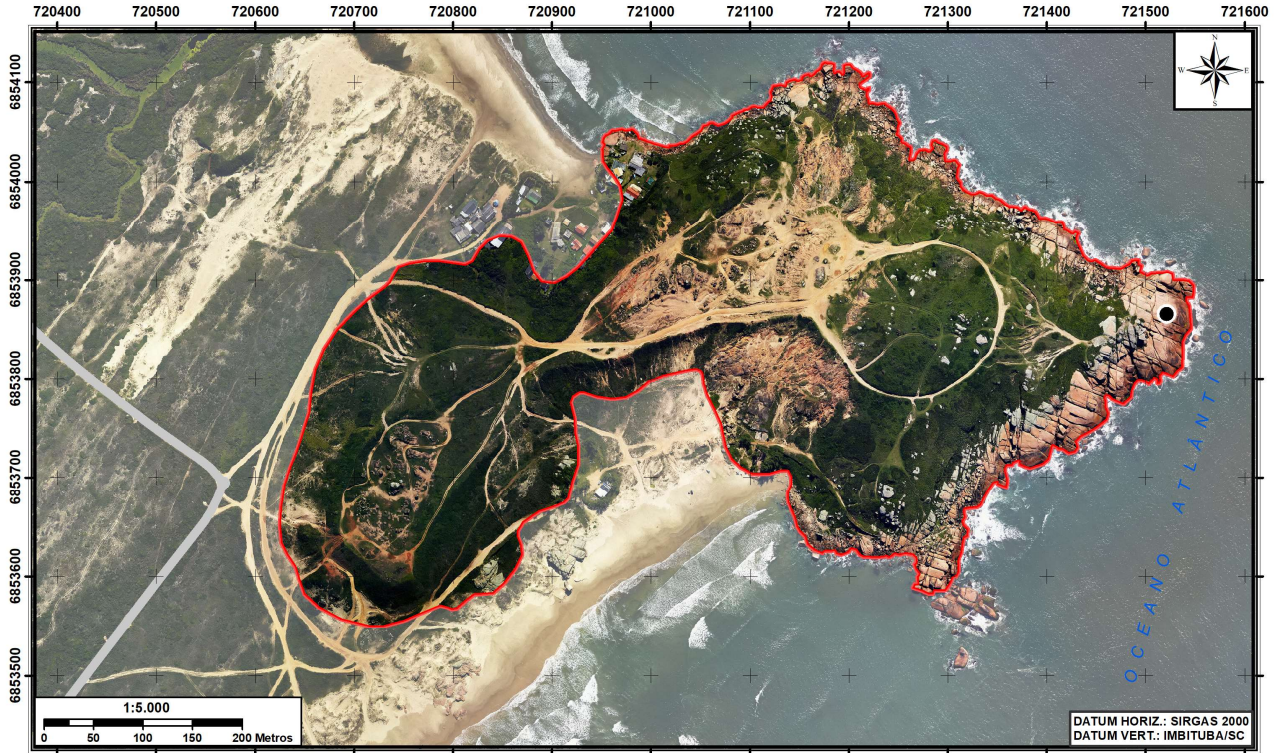 720400 720500 720600 720700 720800 720900 721000 721100 721200 721300 721400 721500 721600
N
W E
S
6854100
6854000
6853900
6853800
6853700
6853600
6853500
OCEANO ATLÂNTICO
1:5.000
0 50 100 150 200 Metros
DATUM HORIZ.: SIRGAS 2000
DATUM VERT.: IMBITUBA/SC